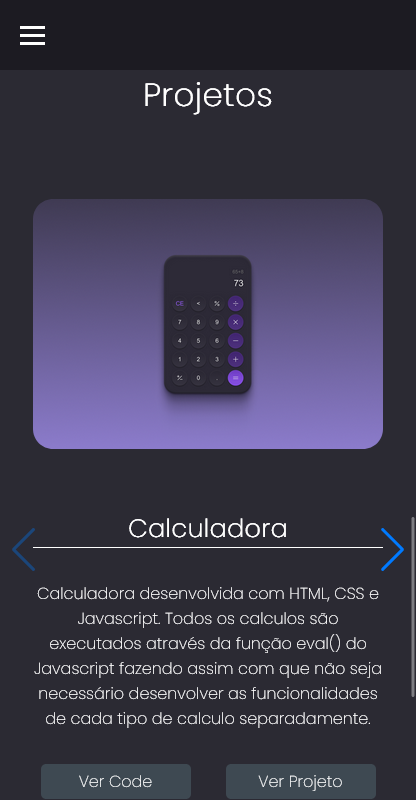 Projetos
73
CE < % ÷
7 8 9 ×
4 5 6 −
1 2 3 +
0 . =
Calculadora
Calculadora desenvolvida com HTML, CSS e
Javascript. Todos os calculos são
executados através da função eval() do
Javascript fazendo assim com que não seja
necessário desenvolver as funcionalidades
de cada tipo de calculo separadamente.
Ver Code
Ver Projeto